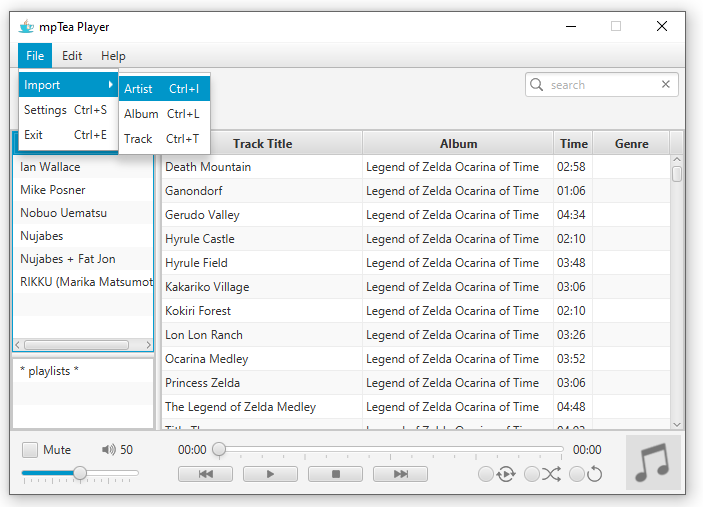 mpTea Player
File Edit Help
Import
Settings Ctrl+S
Exit Ctrl+E
Artist Ctrl+I
Album Ctrl+L
Track Ctrl+T
search
Track Title Album Time Genre
Ian Wallace
Mike Posner
Nobuo Uematsu
Nujabes
Nujabes + Fat Jon
RIKKU (Marika Matsumot
* playlists *
Death Mountain Legend of Zelda Ocarina of Time 02:58
Ganondorf Legend of Zelda Ocarina of Time 01:06
Gerudo Valley Legend of Zelda Ocarina of Time 04:34
Hyrule Castle Legend of Zelda Ocarina of Time 02:10
Hyrule Field Legend of Zelda Ocarina of Time 03:48
Kakariko Village Legend of Zelda Ocarina of Time 03:06
Kokiri Forest Legend of Zelda Ocarina of Time 02:10
Lon Lon Ranch Legend of Zelda Ocarina of Time 03:26
Ocarina Medley Legend of Zelda Ocarina of Time 03:52
Princess Zelda Legend of Zelda Ocarina of Time 03:06
The Legend of Zelda Medley Legend of Zelda Ocarina of Time 04:48
Legend of Zelda Ocarina of Time
Mute 50 00:00 00:00